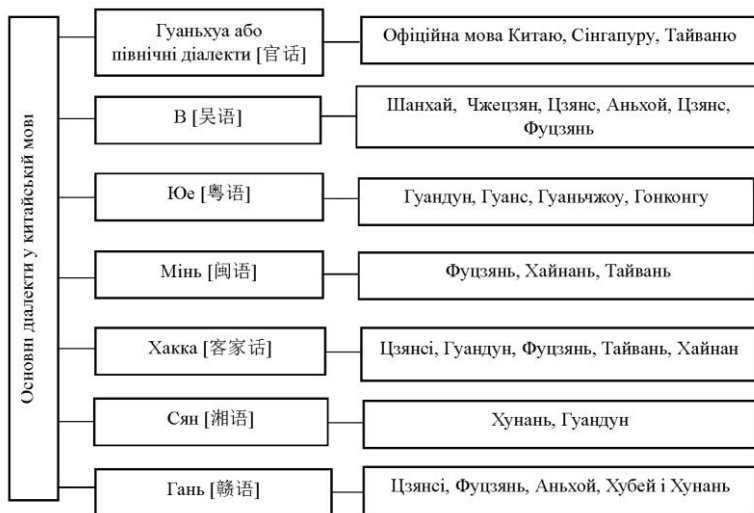 Основні діалекти у китайській мові
Гуаньхуа або
північні діалекти [官话]
Офіційна мова Китаю, Сінгапуру, Тайваню
В [吴语]
Шанхай, Чжецзян, Цзянс, Аньхой, Цзянс,
Фуцзянь
Юе [粤语]
Гуандун, Гуанс, Гуаньчжоу, Гонконгу
Мінь [闽语]
Фуцзянь, Хайнань, Тайвань
Хакка [客家话]
Цзянсі, Гуандун, Фуцзянь, Тайвань, Хайнан
Сян [湘语]
Хунань, Гуандун
Гань [赣语]
Цзянсі, Фуцзянь, Аньхой, Хубей і Хунань